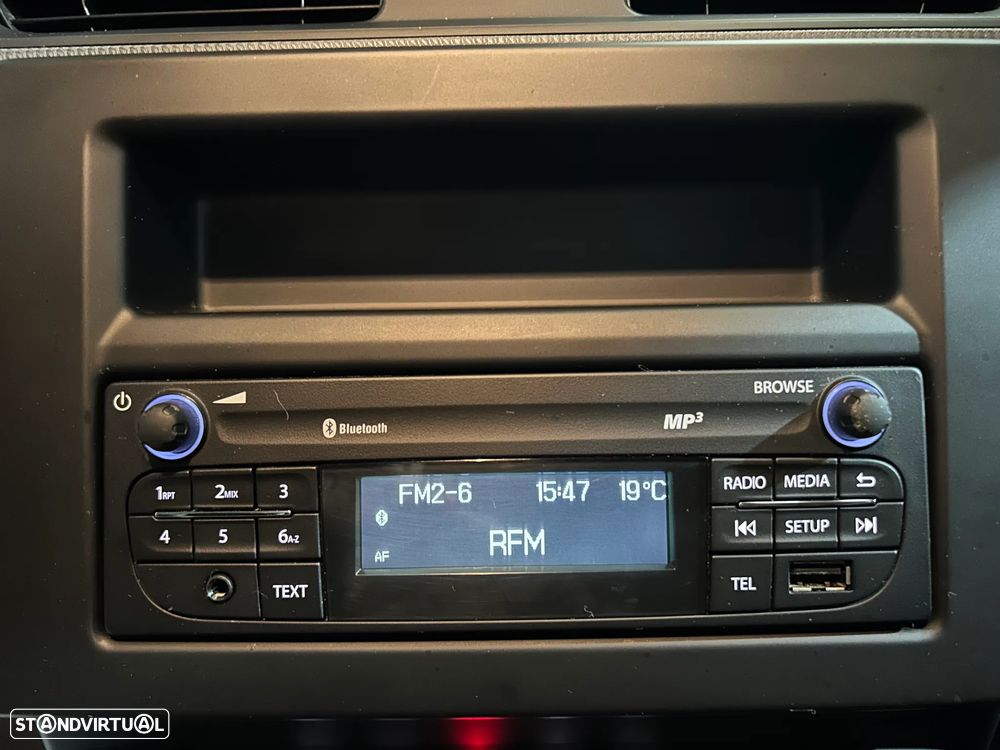 BROWSE
Bluetooth
MP3
1RPT 2MIX 3
RADIO MEDIA
FM2-6 15:47 19°C
4 5 6A-Z
SETUP
RFM
AF
TEXT
TEL
STANDVIRTUAL